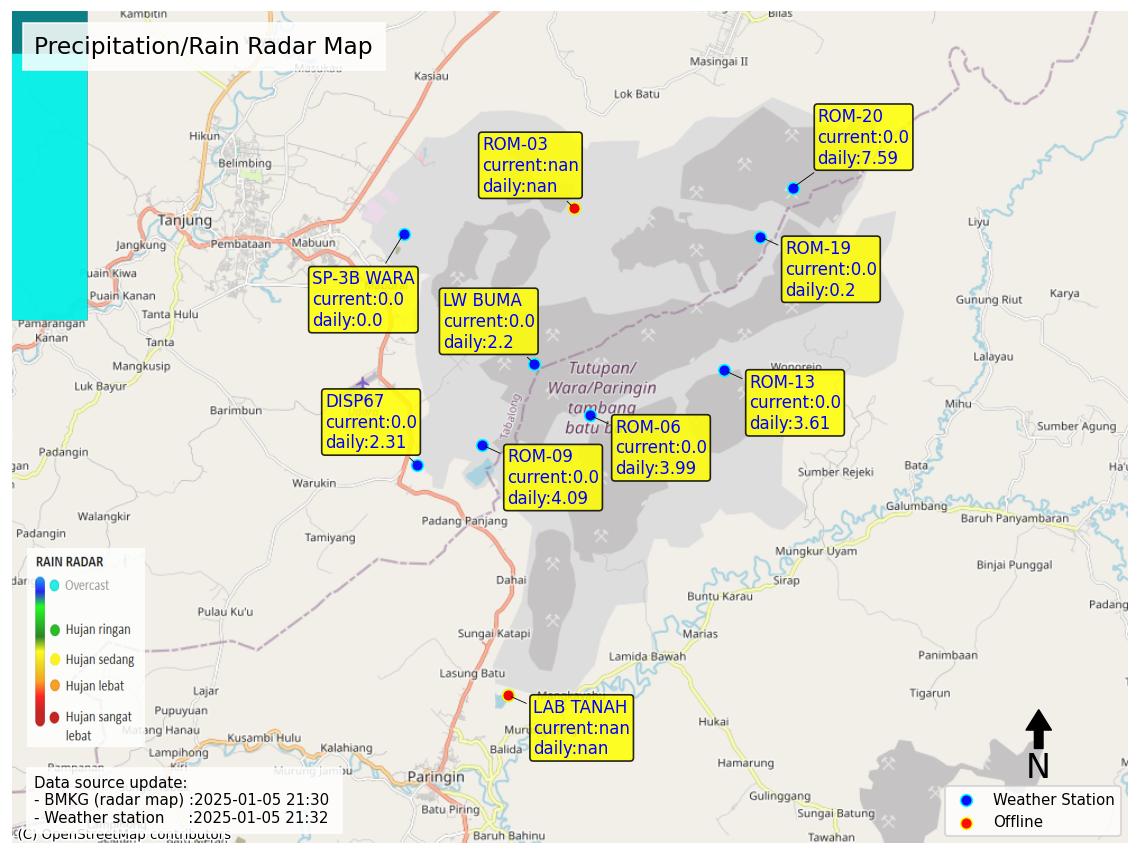 Kambitin
Bilas
Precipitation/Rain Radar Map
Masukau
Masingai II
Kasiau
Lok Batu
ROM-20
current:0.0
daily:7.59
Hikun
ROM-03
current:nan
daily:nan
Belimbing
Tanjung
Liyu
Jangkung
Pembataan
Mabuun
ROM-19
current:0.0
daily:0.2
Puain Kiwa
SP-3B WARA
current:0.0
daily:0.0
Puain Kanan
LW BUMA
current:0.0
daily:2.2
Gunung Riut
Karya
Tanta Hulu
Pamarangan
Kanan
Tanta
Lalayau
Mangkusip
Tutupan/
Wara/Paringin
tambang
batu b
Wonorejo
Luk Bayur
ROM-13
current:0.0
daily:3.61
Barimbun
DISP67
current:0.0
daily:2.31
Tabalong
Mihu
ROM-06
current:0.0
daily:3.99
Sumber Agung
Padangin
ROM-09
current:0.0
daily:4.09
Bata
Ha
gan
Sumber Rejeki
Warukin
Galumbang
Walangkir
Padang Panjang
Baruh Panyambaran
Padangin
Tamiyang
Mungkur Uyam
Binjai Punggal
RAIN RADAR
Dahai
Sirap
Overcast
Buntu Karau
Padang
Pulau Ku'u
Hujan ringan
Sungai Katapi
Marias
Hujan sedang
Lamida Bawah
Panimbaan
Lasung Batu
Hujan lebat
Lajar
Tigarun
Pupuyuan
LAB TANAH
current:nan
daily:nan
Hujan sangat
lebat
Hukai
Matang Hanau
Kusambi Hulu
Muru
Lampihong
Kalahiang
Balida
Hamarung
N
Paringin
Data source update:
- BMKG (radar map) :2025-01-05 21:30
- Weather station :2025-01-05 21:32
Gulinggang
Weather Station
Batu Piring
Sungai Batung
Offline
(C) OpenStreetMap contributors
Baruh Bahinu
Tawahan